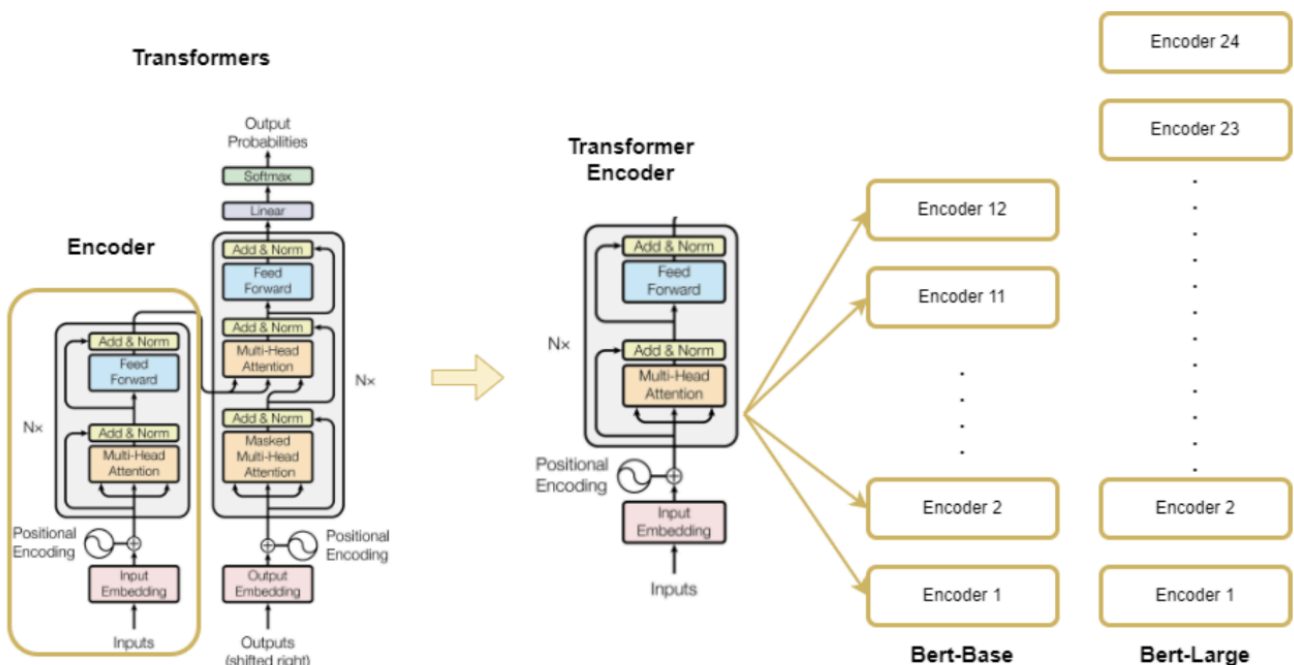 Transformers
Output
Probabilities
Softmax
Linear
Add & Norm
Feed
Forward
Add & Norm
Multi-Head
Attention
Nx
Add & Norm
Masked
Multi-Head
Attention
Positional
Encoding
Output
Embedding
Outputs
(shifted right)
Encoder
Add & Norm
Feed
Forward
Nx
Add & Norm
Multi-Head
Attention
Positional
Encoding
Input
Embedding
Inputs
Transformer
Encoder
Add & Norm
Feed
Forward
Nx
Add & Norm
Multi-Head
Attention
Positional
Encoding
Input
Embedding
Inputs
Encoder 12
Encoder 11
Encoder 2
Encoder 1
Bert-Base
Encoder 24
Encoder 23
Encoder 2
Encoder 1
Bert-Large